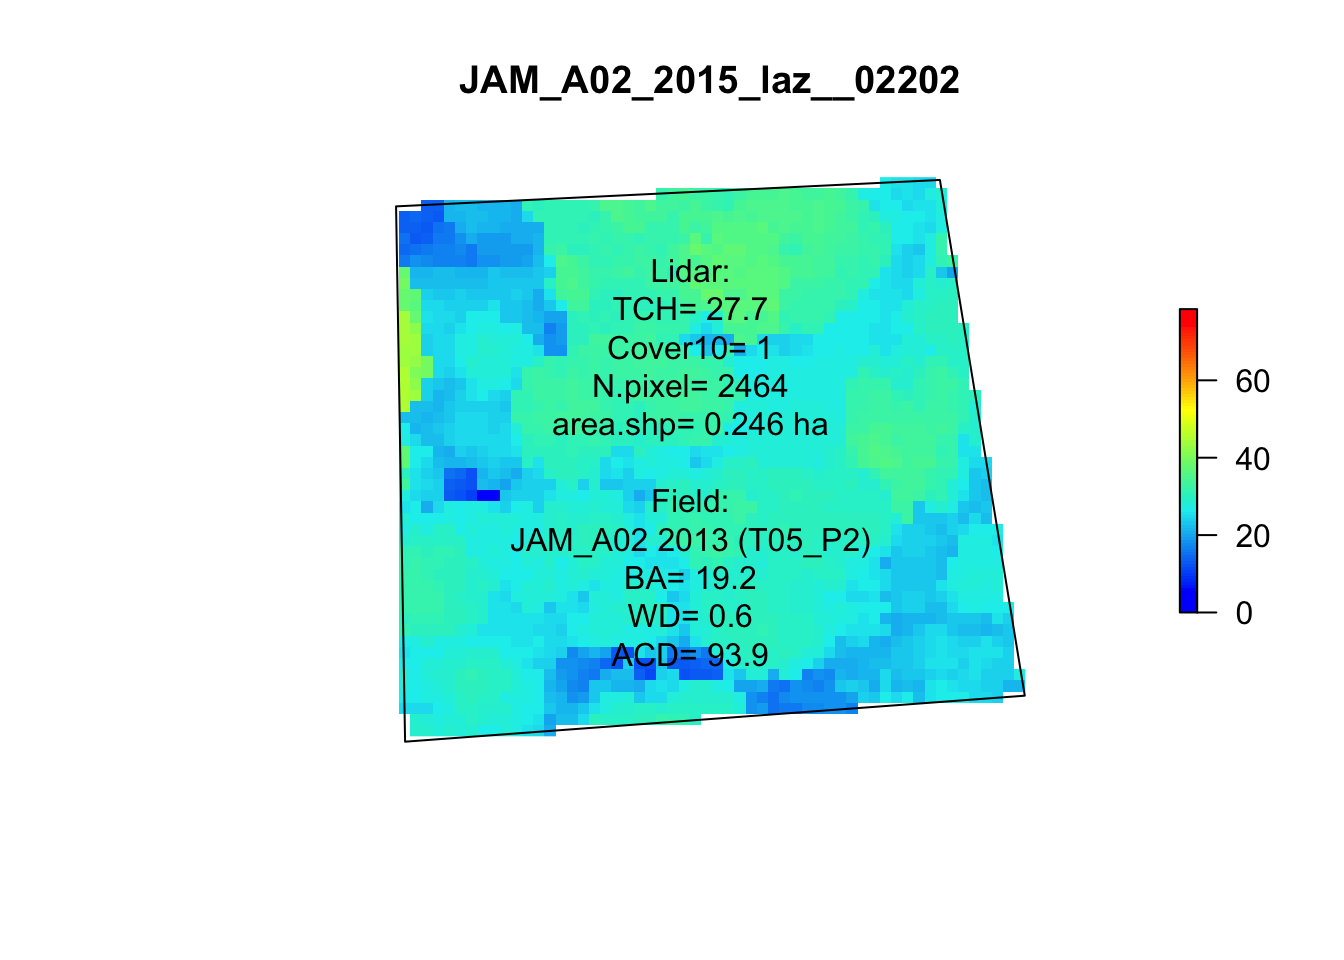 JAM_A02_2015_laz__02202
Lidar:
TCH= 27.7
Cover10= 1
N.pixel= 2464
area.shp= 0.246 ha
Field:
JAM_A02 2013 (T05_P2)
BA= 19.2
WD= 0.6
ACD= 93.9
60
40
20
0